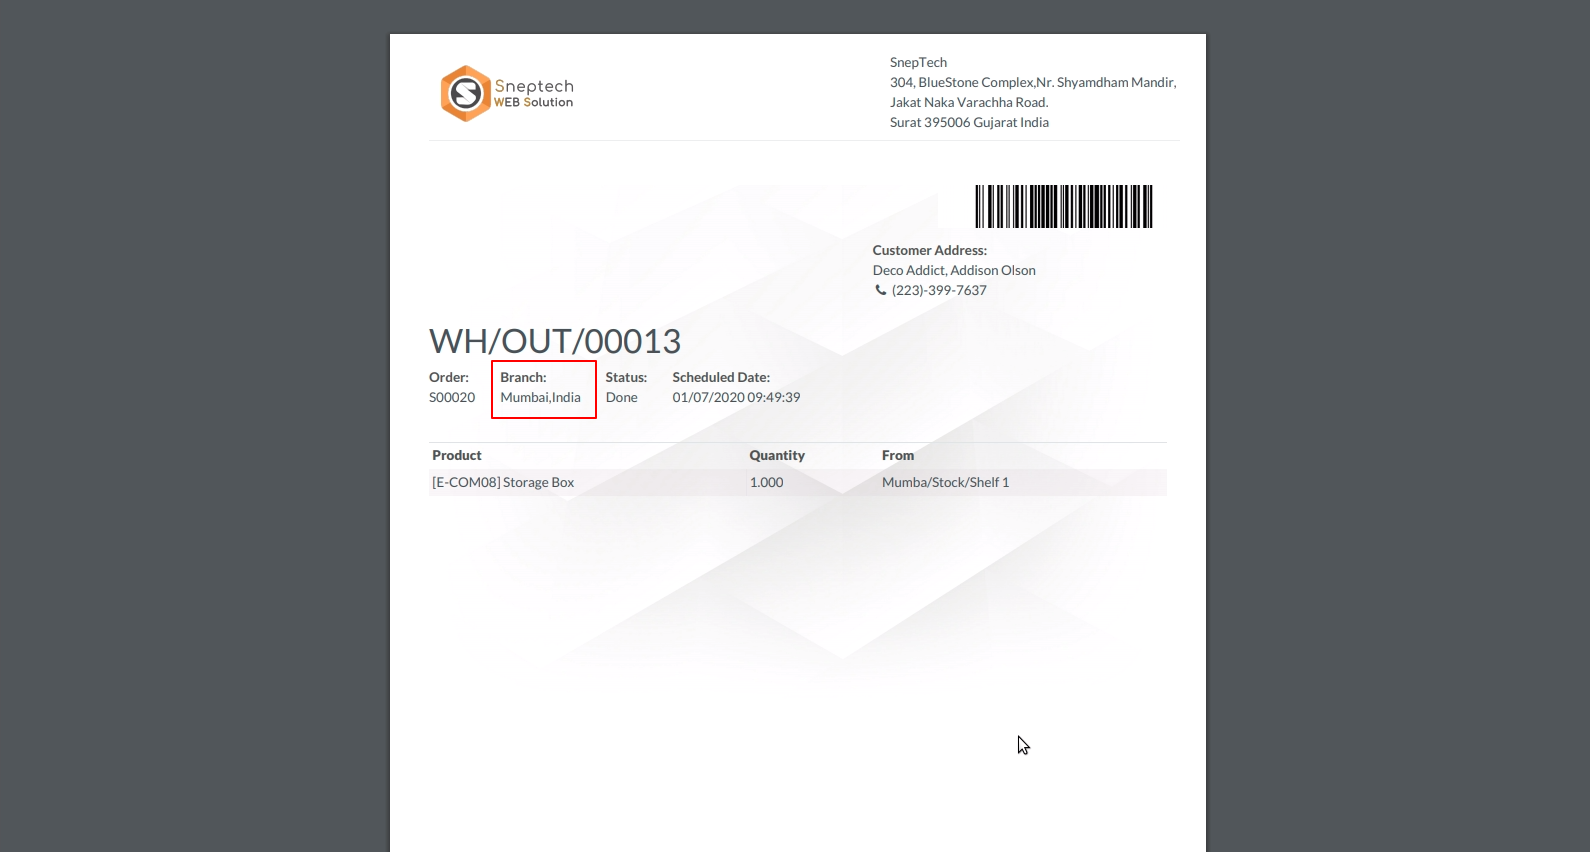 Sneptech
WEB Solution
SnepTech
304, BlueStone Complex,Nr. Shyamdham Mandir,
Jakat Naka Varachha Road.
Surat 395006 Gujarat India
Customer Address:
Deco Addict, Addison Olson
(223)-399-7637
WH/OUT/00013
Order: Branch: Status: Scheduled Date:
S00020 Mumbai,India Done 01/07/2020 09:49:39
Product Quantity From
[E-COM08] Storage Box 1.000 Mumba/Stock/Shelf 1